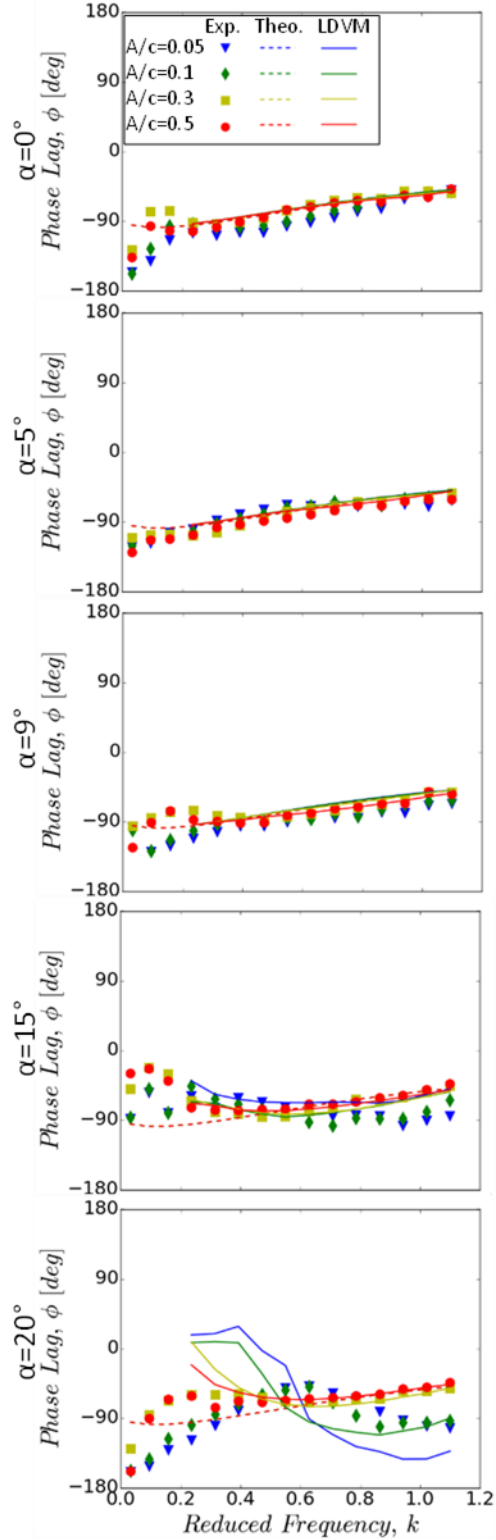 Exp. Theo. LDVM
A/c=0.05
A/c=0.1
A/c=0.3
A/c=0.5
α=0°
Phase Lag, ϕ [deg]
180
90
0
−90
−180
α=5°
Phase Lag, ϕ [deg]
180
90
0
−90
−180
α=9°
Phase Lag, ϕ [deg]
180
90
0
−90
−180
α=15°
Phase Lag, ϕ [deg]
180
90
0
−90
−180
α=20°
Phase Lag, ϕ [deg]
180
90
0
−90
−180
0.0 0.2 0.4 0.6 0.8 1.0 1.2
Reduced Frequency, k